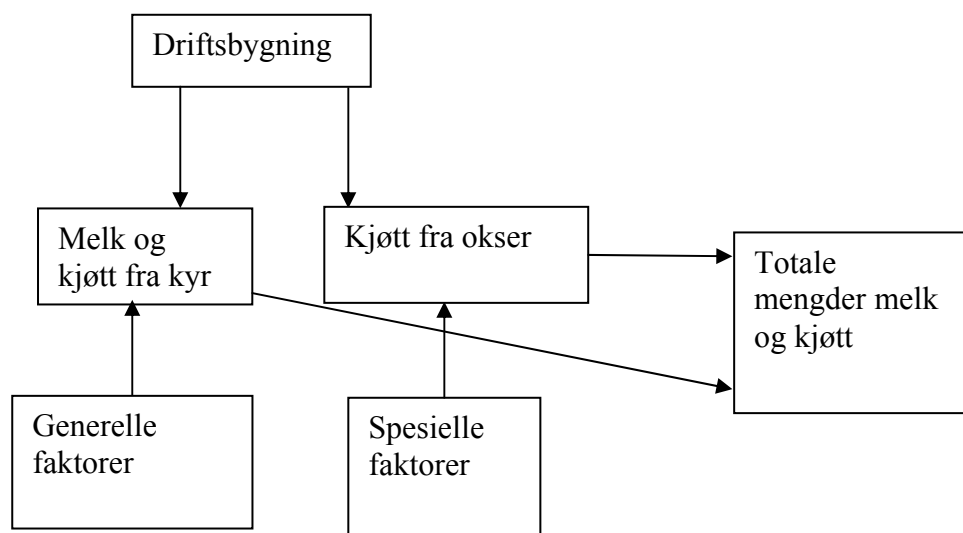 Driftsbygning
Melk og
kjøtt fra kyr
Kjøtt fra okser
Totale
mengder melk
og kjøtt
Generelle
faktorer
Spesielle
faktorer